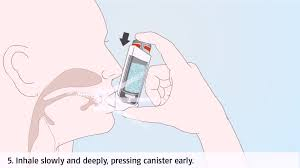 5. Inhale slowly and deeply, pressing canister early.